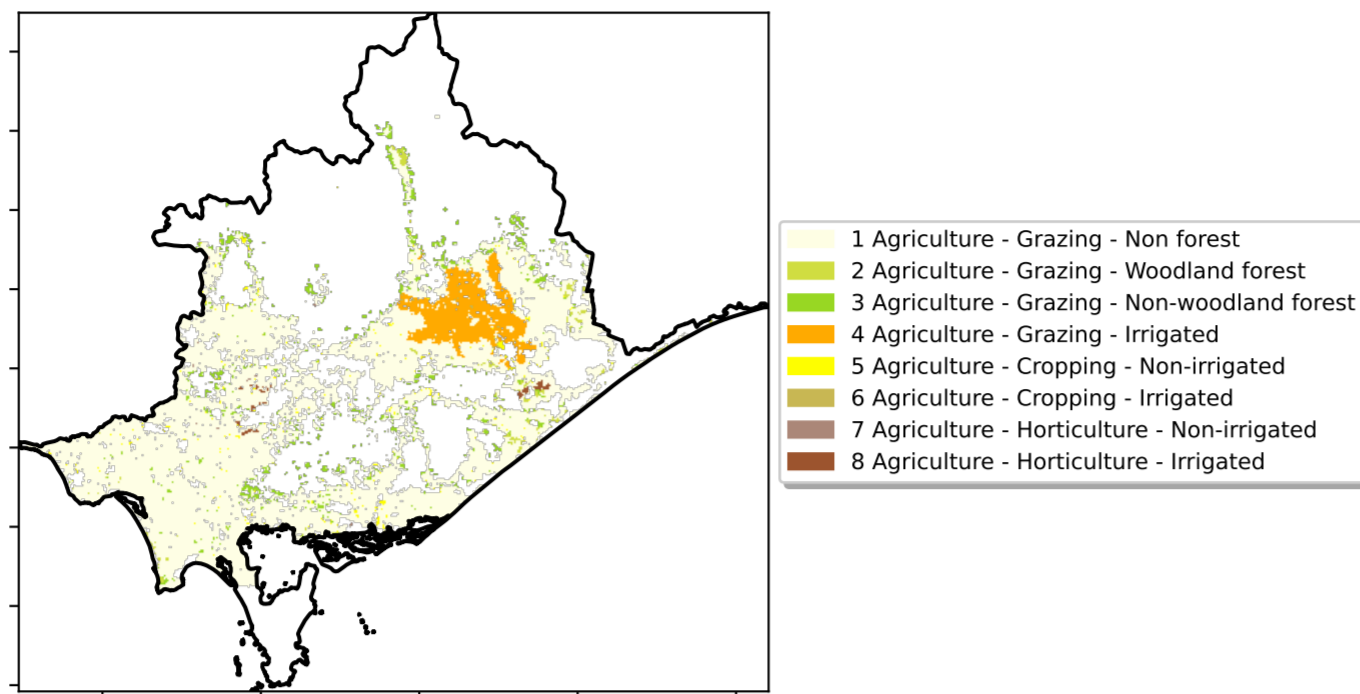 1 Agriculture - Grazing - Non forest
2 Agriculture - Grazing - Woodland forest
3 Agriculture - Grazing - Non-woodland forest
4 Agriculture - Grazing - Irrigated
5 Agriculture - Cropping - Non-irrigated
6 Agriculture - Cropping - Irrigated
7 Agriculture - Horticulture - Non-irrigated
8 Agriculture - Horticulture - Irrigated